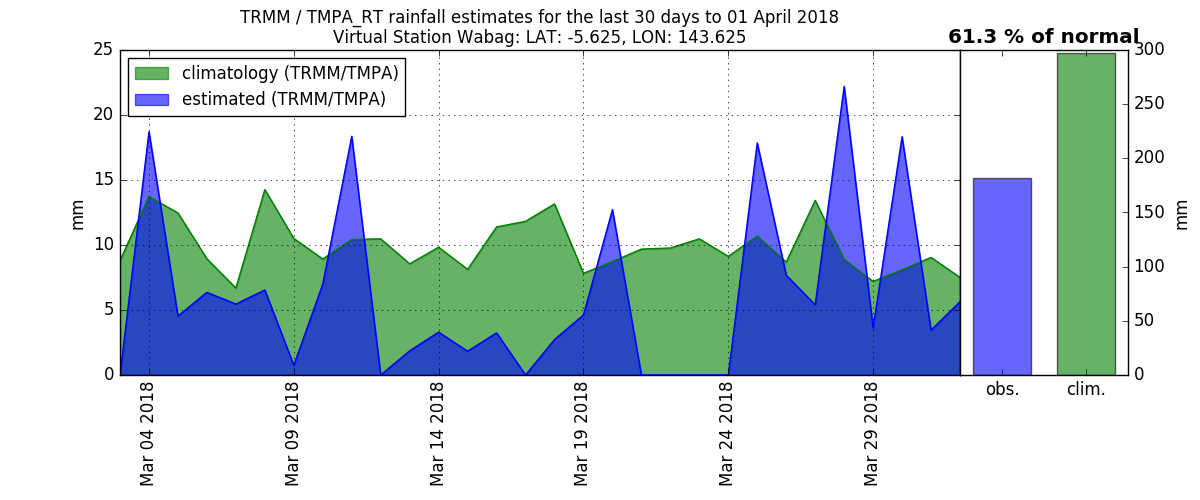 TRMM / TMPA_RT rainfall estimates for the last 30 days to 01 April 2018
Virtual Station Wabag: LAT: -5.625, LON: 143.625
61.3 % of normal
climatology (TRMM/TMPA)
estimated (TRMM/TMPA)
25
20
15
10
5
0
mm
Mar 04 2018
Mar 09 2018
Mar 14 2018
Mar 19 2018
Mar 24 2018
Mar 29 2018
300
250
200
150
100
50
0
mm
obs.
clim.